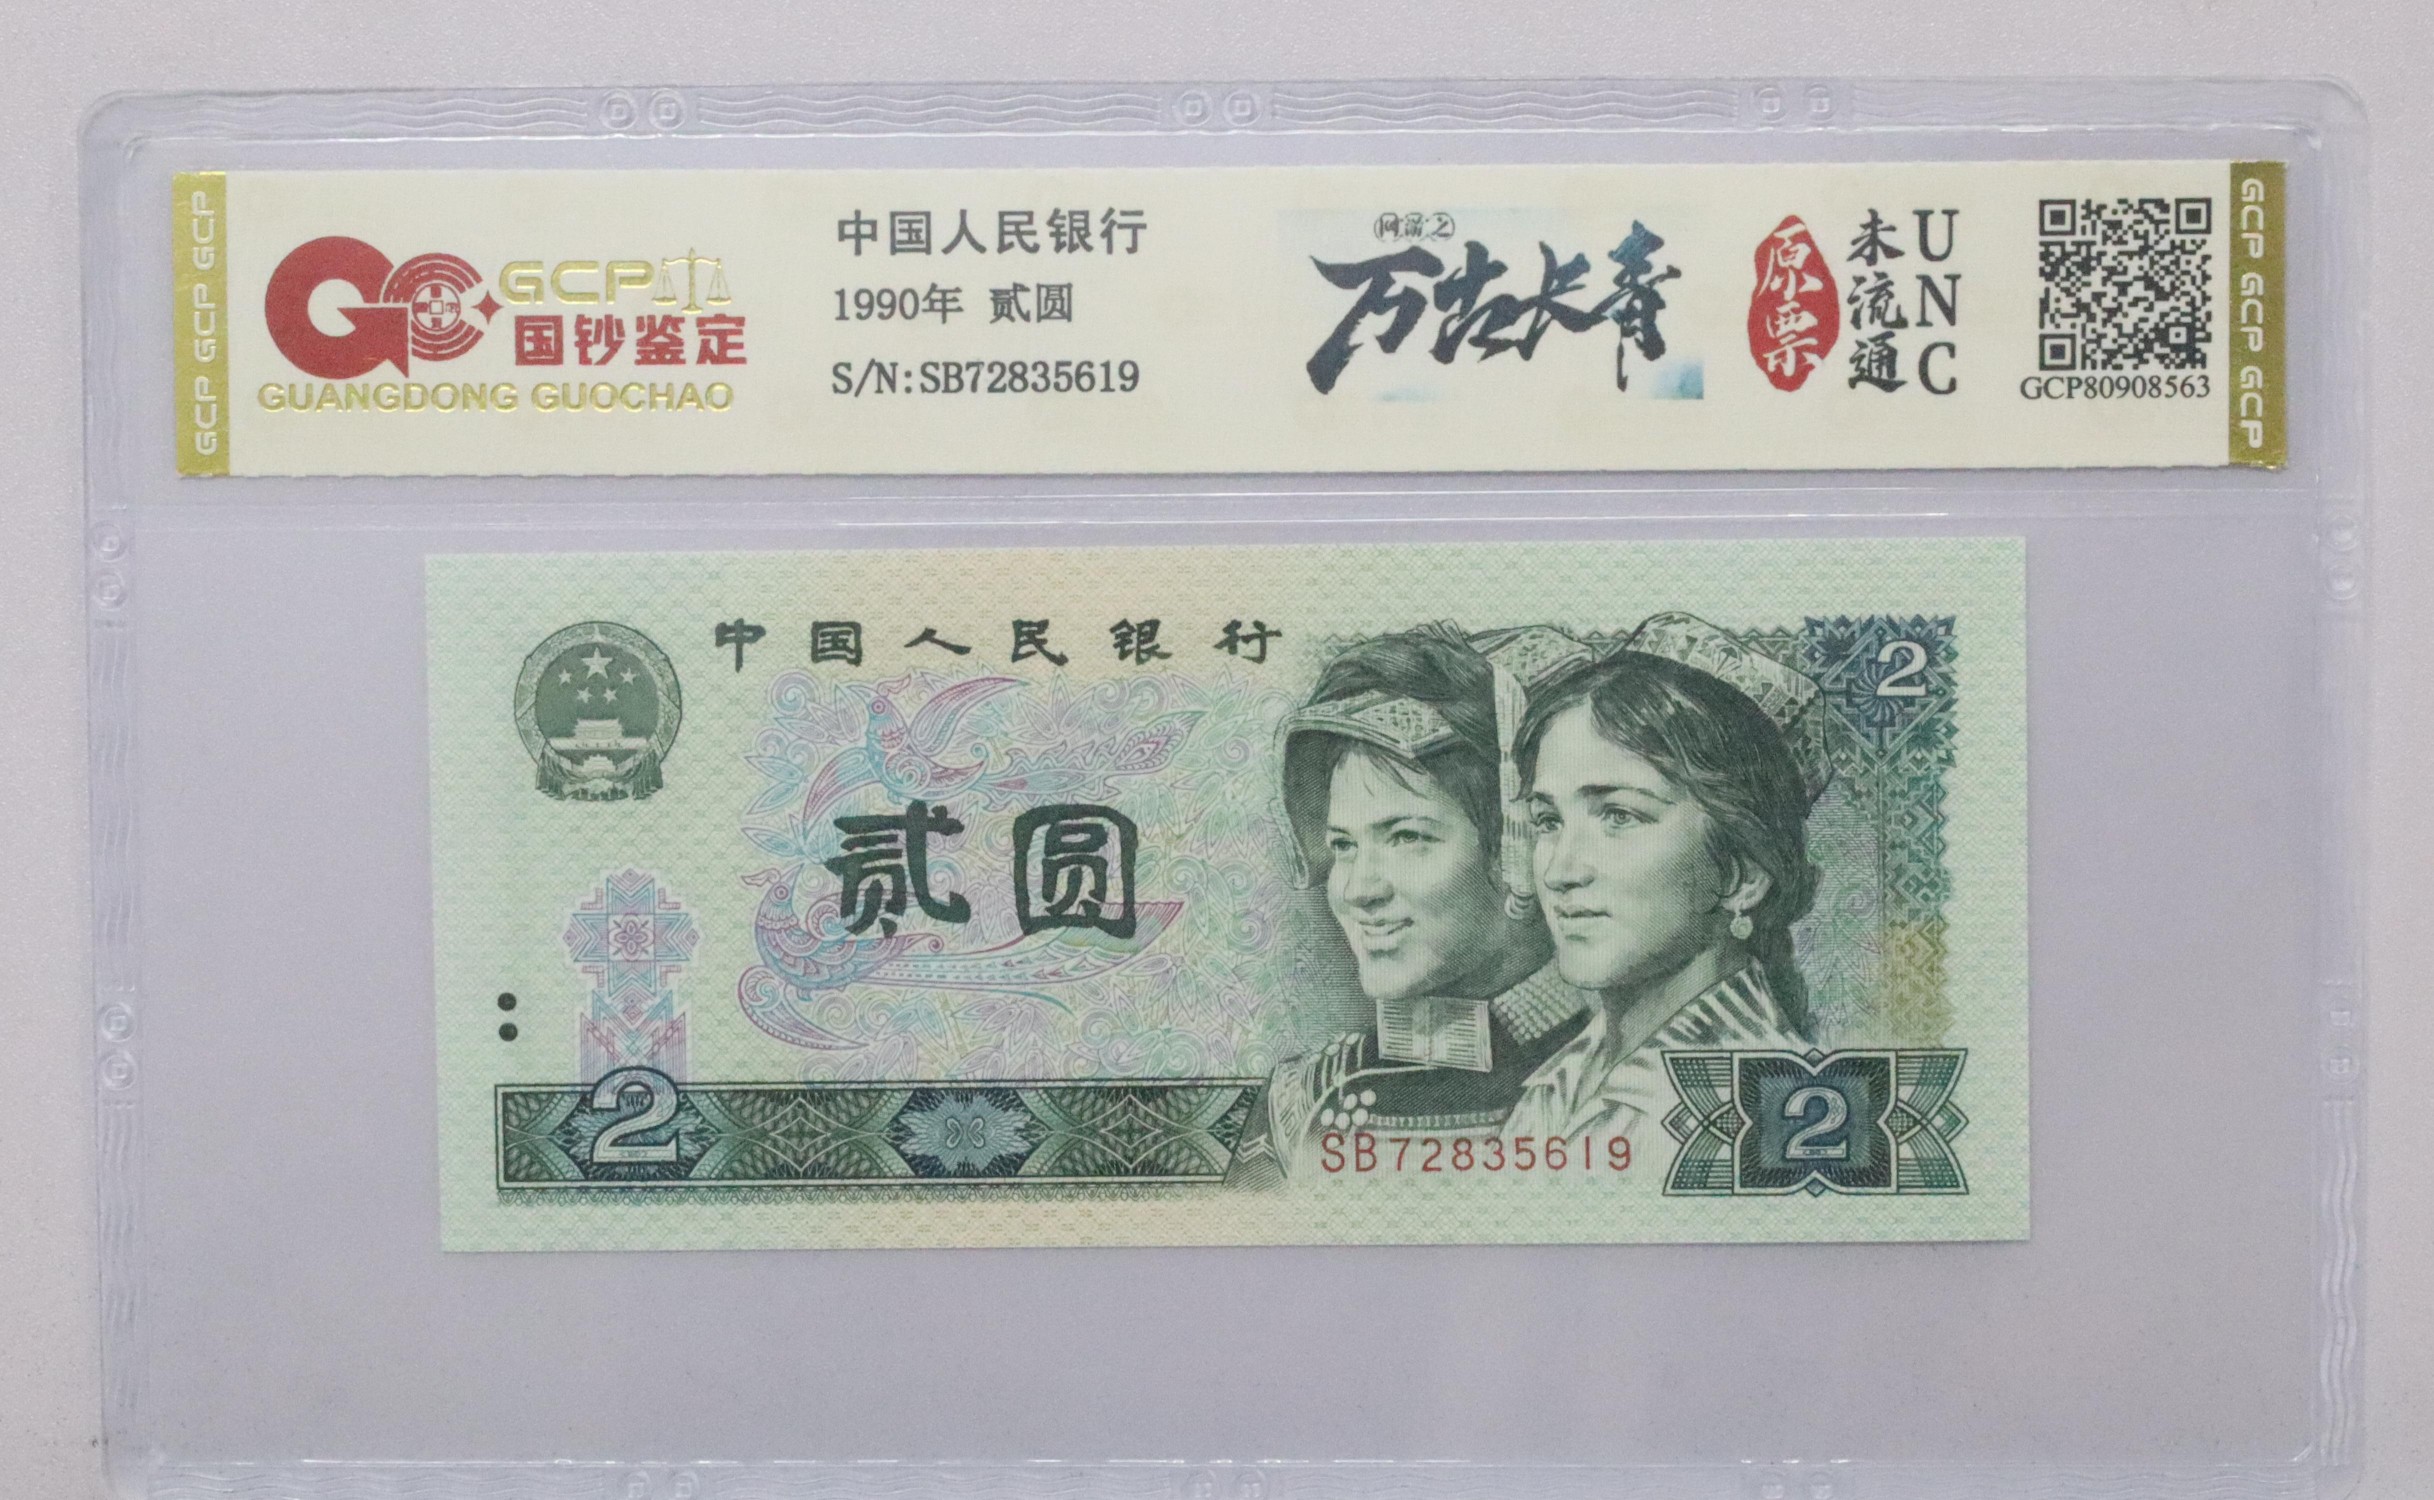 GCP GCP GCP
GCP
国钞鉴定
GUANGDONG GUOCHAO
中国人民银行
1990年 贰圆
S/N:SB72835619
万古长青
原票
未流通
UNC
GCP80908563
GCP GCP GCP
中国人民银行
2
贰圆
2
SB72835619
2